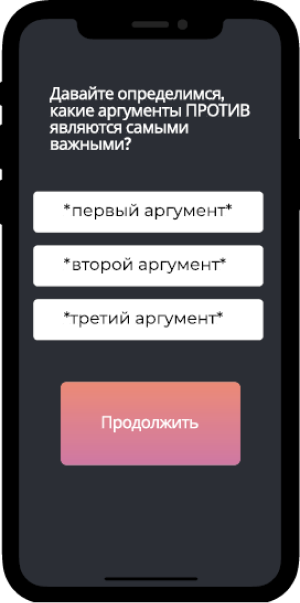 Давайте определимся,
какие аргументы ПРОТИВ
являются самыми
важными?
*первый аргумент*
*второй аргумент*
*третий аргумент*
Продолжить